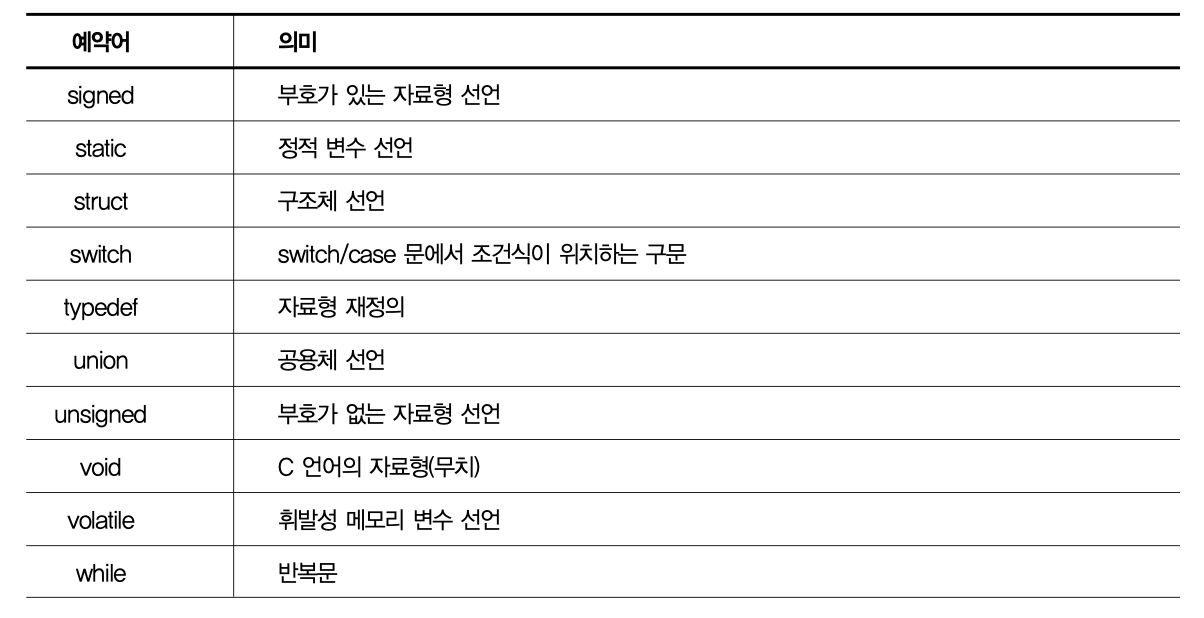 예약어 의미
signed 부호가 있는 자료형 선언
static 정적 변수 선언
struct 구조체 선언
switch switch/case 문에서 조건식이 위치하는 구문
typedef 자료형 재정의
union 공용체 선언
unsigned 부호가 없는 자료형 선언
void C 언어의 자료형(무치)
volatile 휘발성 메모리 변수 선언
while 반복문